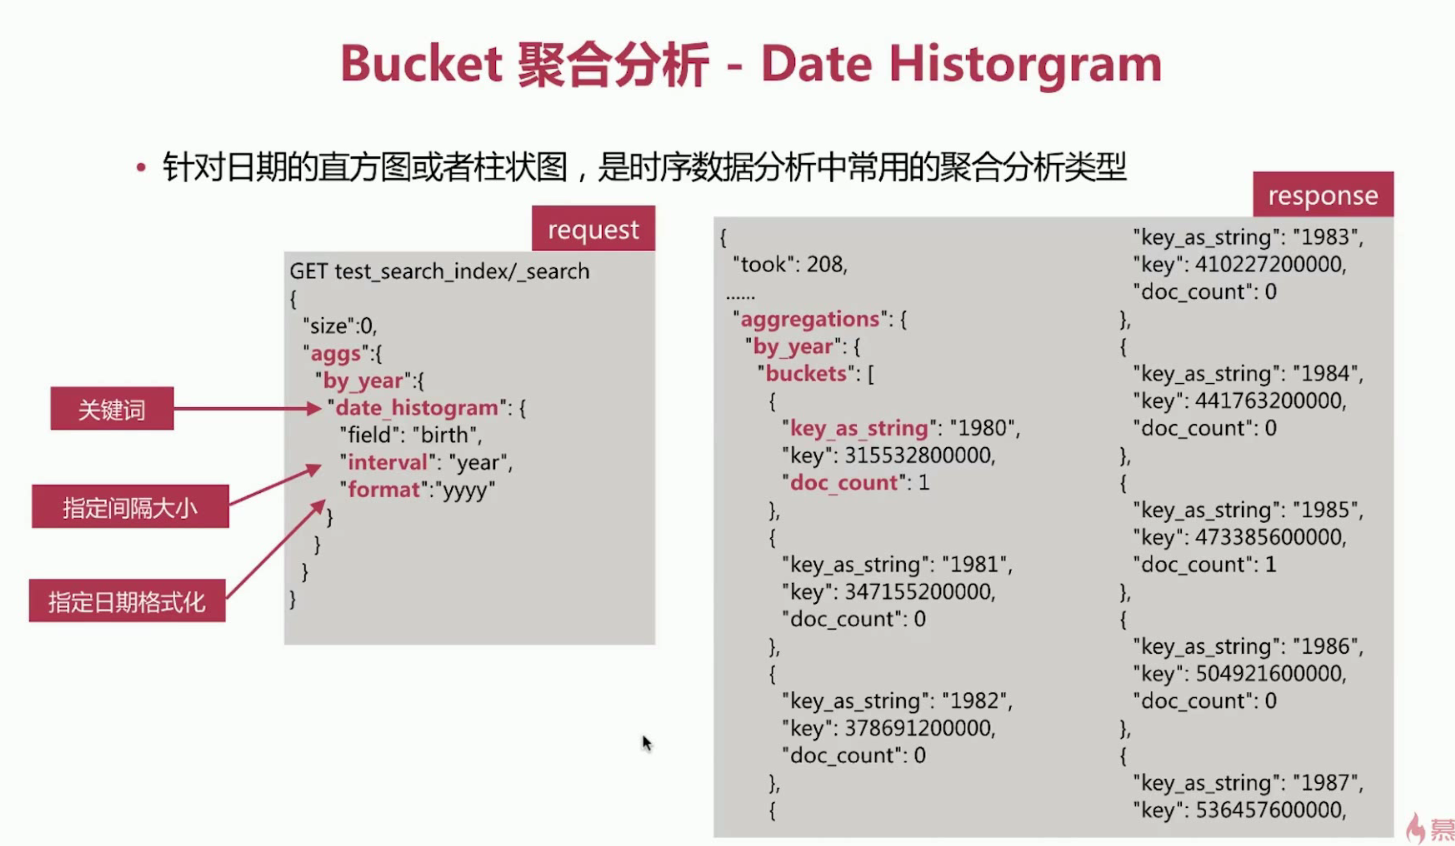 Bucket 聚合分析 - Date Historgram
• 针对日期的直方图或者柱状图，是时序数据分析中常用的聚合分析类型
request
GET test_search_index/_search
{
"size":0,
"aggs":{
"by_year":{
"date_histogram": {
"field": "birth",
"interval": "year",
"format":"yyyy"
}
}
}
}
关键词
指定间隔大小
指定日期格式化
response
{
"took": 208,
......
"aggregations": {
"by_year": {
"buckets": [
{
"key_as_string": "1980",
"key": 315532800000,
"doc_count": 1
},
{
"key_as_string": "1981",
"key": 347155200000,
"doc_count": 0
},
{
"key_as_string": "1982",
"key": 378691200000,
"doc_count": 0
},
{
"key_as_string": "1983",
"key": 410227200000,
"doc_count": 0
},
{
"key_as_string": "1984",
"key": 441763200000,
"doc_count": 0
},
{
"key_as_string": "1985",
"key": 473385600000,
"doc_count": 1
},
{
"key_as_string": "1986",
"key": 504921600000,
"doc_count": 0
},
{
"key_as_string": "1987",
"key": 536457600000,
慕